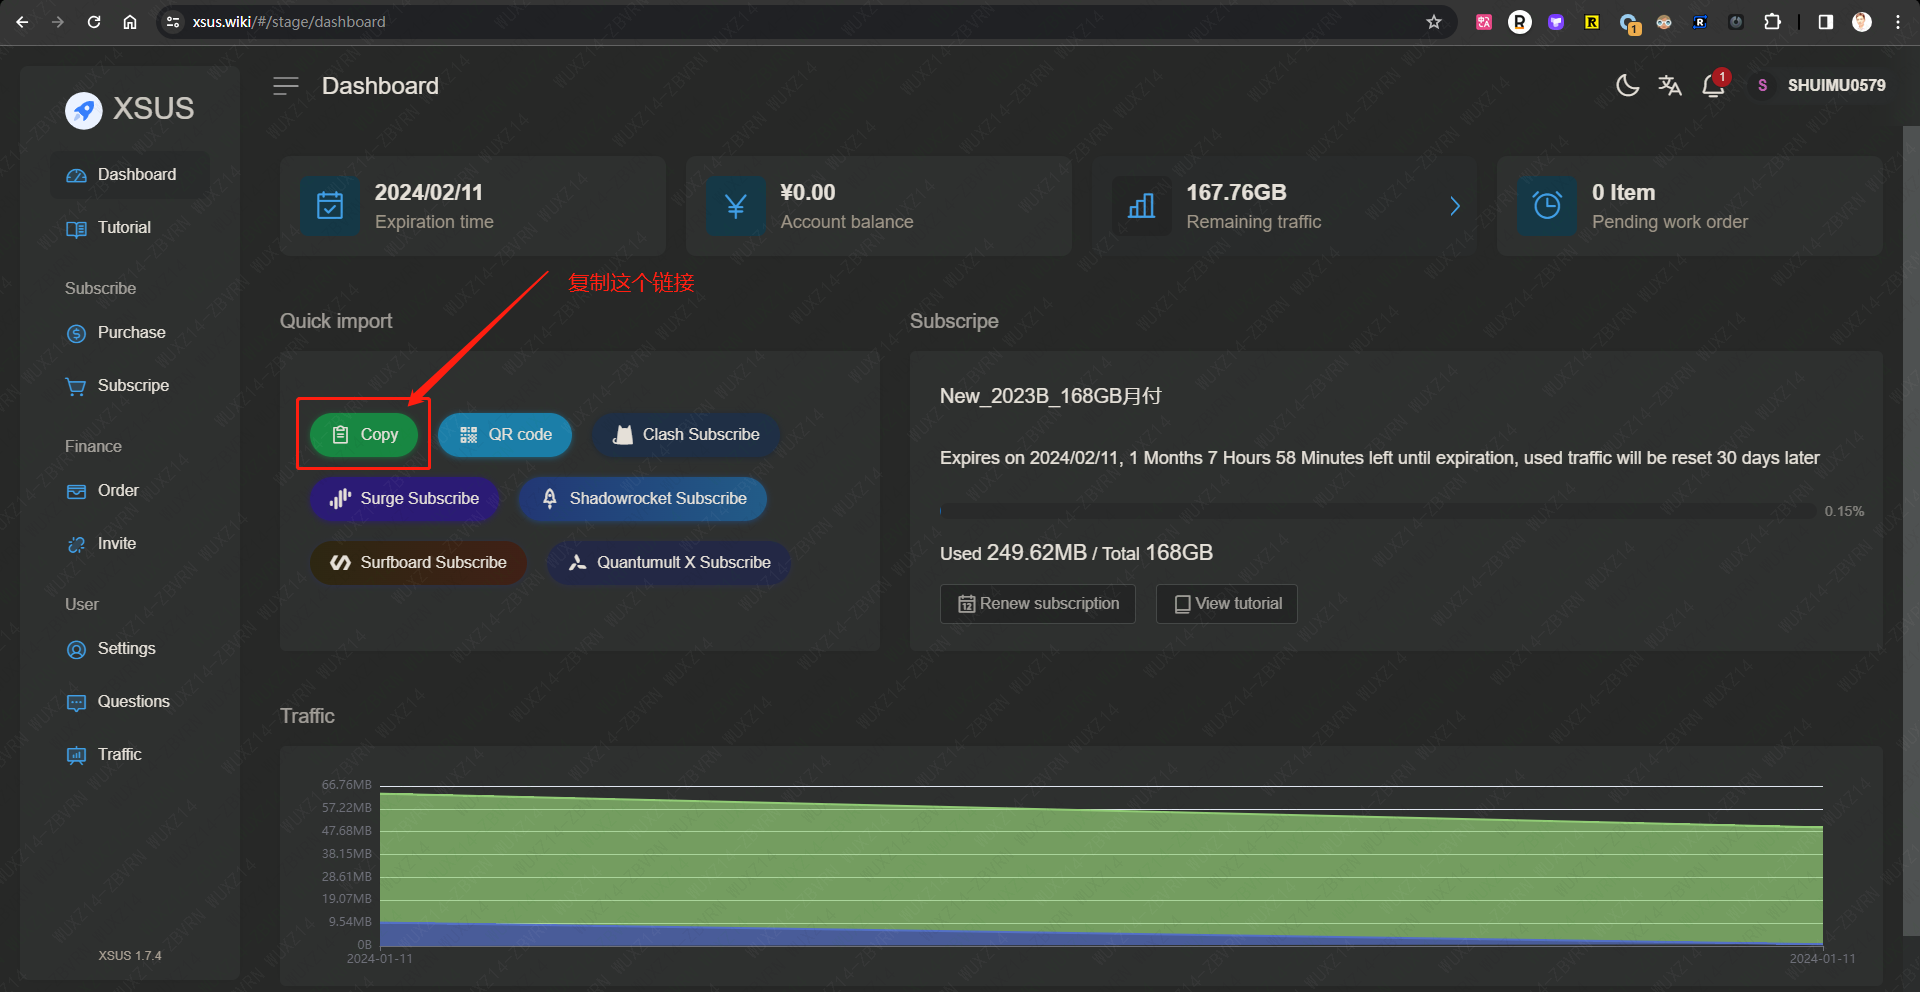 xsus.wiki/#/stage/dashboard
1
XSUS
Dashboard
Tutorial
Subscribe
Purchase
Subscripe
Finance
Order
Invite
User
Settings
Questions
Traffic
XSUS 1.7.4
Dashboard
1
S
SHUIMU0579
2024/02/11
Expiration time
¥0.00
Account balance
167.76GB
Remaining traffic
0 Item
Pending work order
复制这个链接
Quick import
Copy
QR code
Clash Subscribe
Surge Subscribe
Shadowrocket Subscribe
Surfboard Subscribe
Quantumult X Subscribe
Subscripe
New_2023B_168GB月付
Expires on 2024/02/11, 1 Months 7 Hours 58 Minutes left until expiration, used traffic will be reset 30 days later
0.15%
Used 249.62MB / Total 168GB
Renew subscription
View tutorial
Traffic
66.76MB
57.22MB
47.68MB
38.15MB
28.61MB
19.07MB
9.54MB
0B
2024-01-11
2024-01-11
WUXZ14-ZBVRN